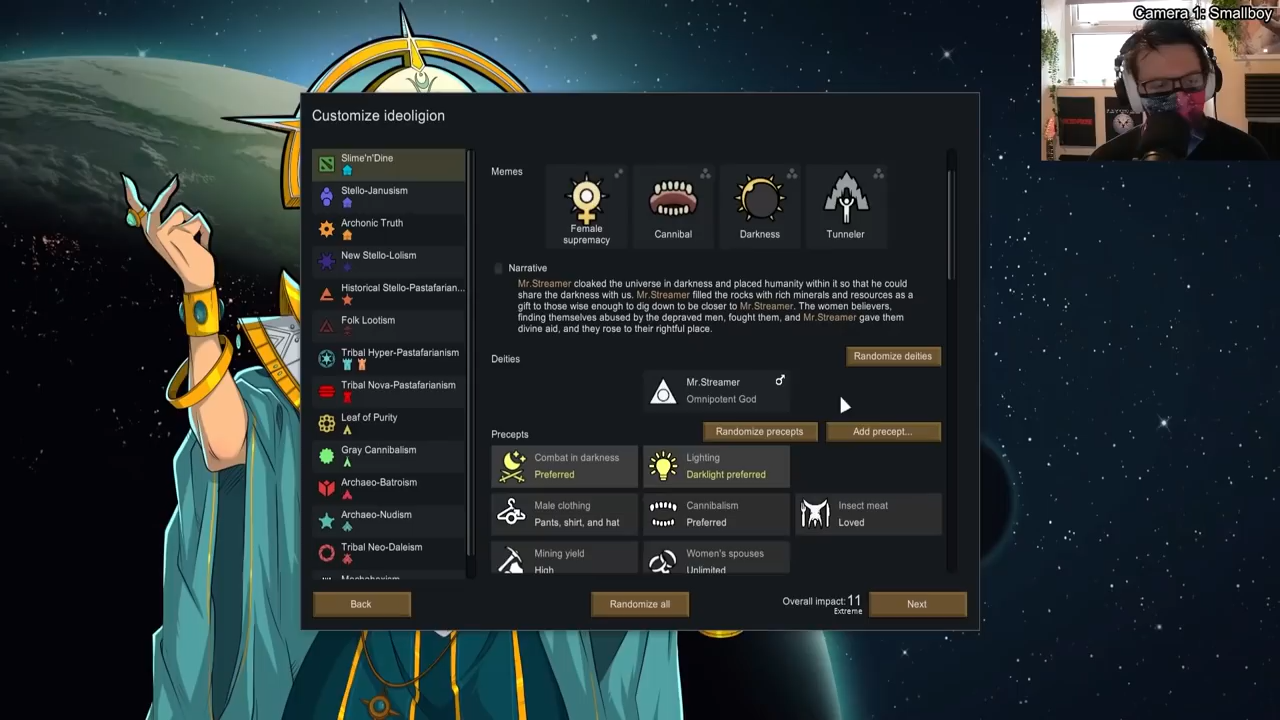 Camera 1: Smallboy
Customize ideoligion
Slime'n'Dine
Stello-Janusism
Archonic Truth
New Stello-Lolism
Historical Stello-Pastafarian...
Folk Lootism
Tribal Hyper-Pastafarianism
Tribal Nova-Pastafarianism
Leaf of Purity
Gray Cannibalism
Archaeo-Batroism
Archaeo-Nudism
Tribal Neo-Daleism
Memes
Female
supremacy
Cannibal
Darkness
Tunneler
Narrative
Mr.Streamer cloaked the universe in darkness and placed humanity within it so that he could
share the darkness with us. Mr.Streamer filled the rocks with rich minerals and resources as a
gift to those wise enough to dig down to be closer to Mr.Streamer. The women believers,
finding themselves abused by the depraved men, fought them, and Mr.Streamer gave them
divine aid, and they rose to their rightful place.
Deities
Randomize deities
Mr.Streamer
Omnipotent God
Precepts
Randomize precepts
Add precept...
Combat in darkness
Preferred
Lighting
Darklight preferred
Male clothing
Pants, shirt, and hat
Cannibalism
Preferred
Insect meat
Loved
Mining yield
High
Women's spouses
Unlimited
Back
Randomize all
Overall impact: 11
Extreme
Next